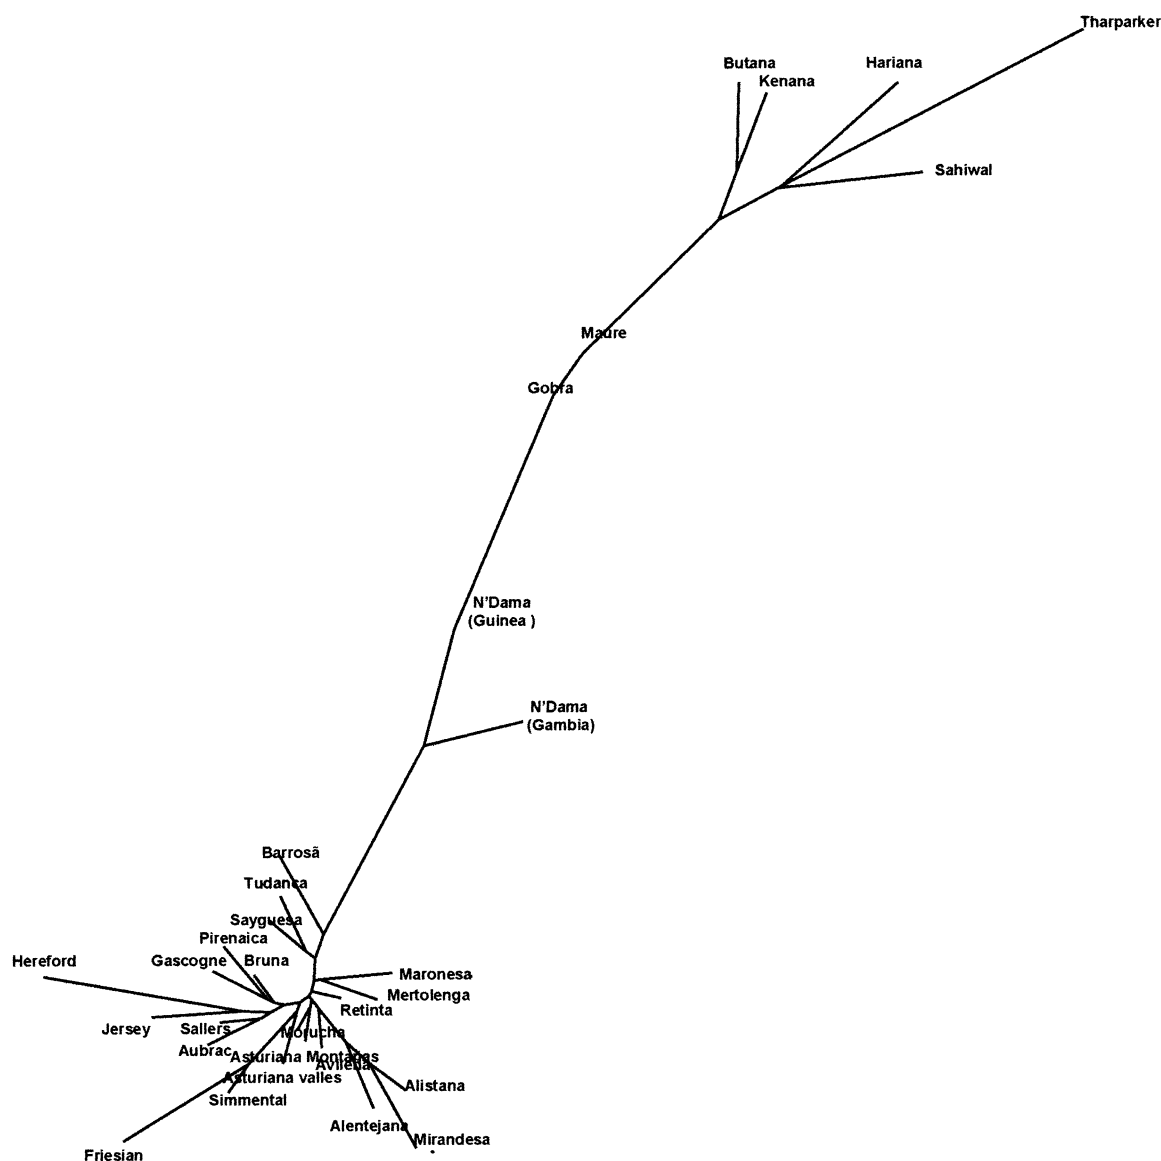 Tharparker
Butana
Hariana
Kenana
Sahiwal
Maure
Gobra
N'Dama
(Guinea )
N'Dama
(Gambia)
Barrosã
Tudanca
Sayguesa
Pirenaica
Gascogne
Bruna
Hereford
Maronesa
Mertolenga
Retinta
Jersey
Sallers
Morucha
Aubrac
Asturiana Montañas
Avileña
Asturiana valles
Alistana
Simmental
Alentejana
Mirandesa
Friesian